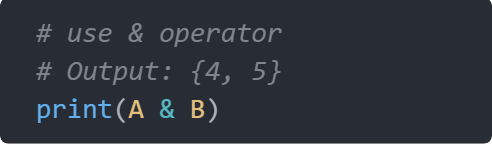 # use & operator
# Output: {4, 5}
print(A & B)